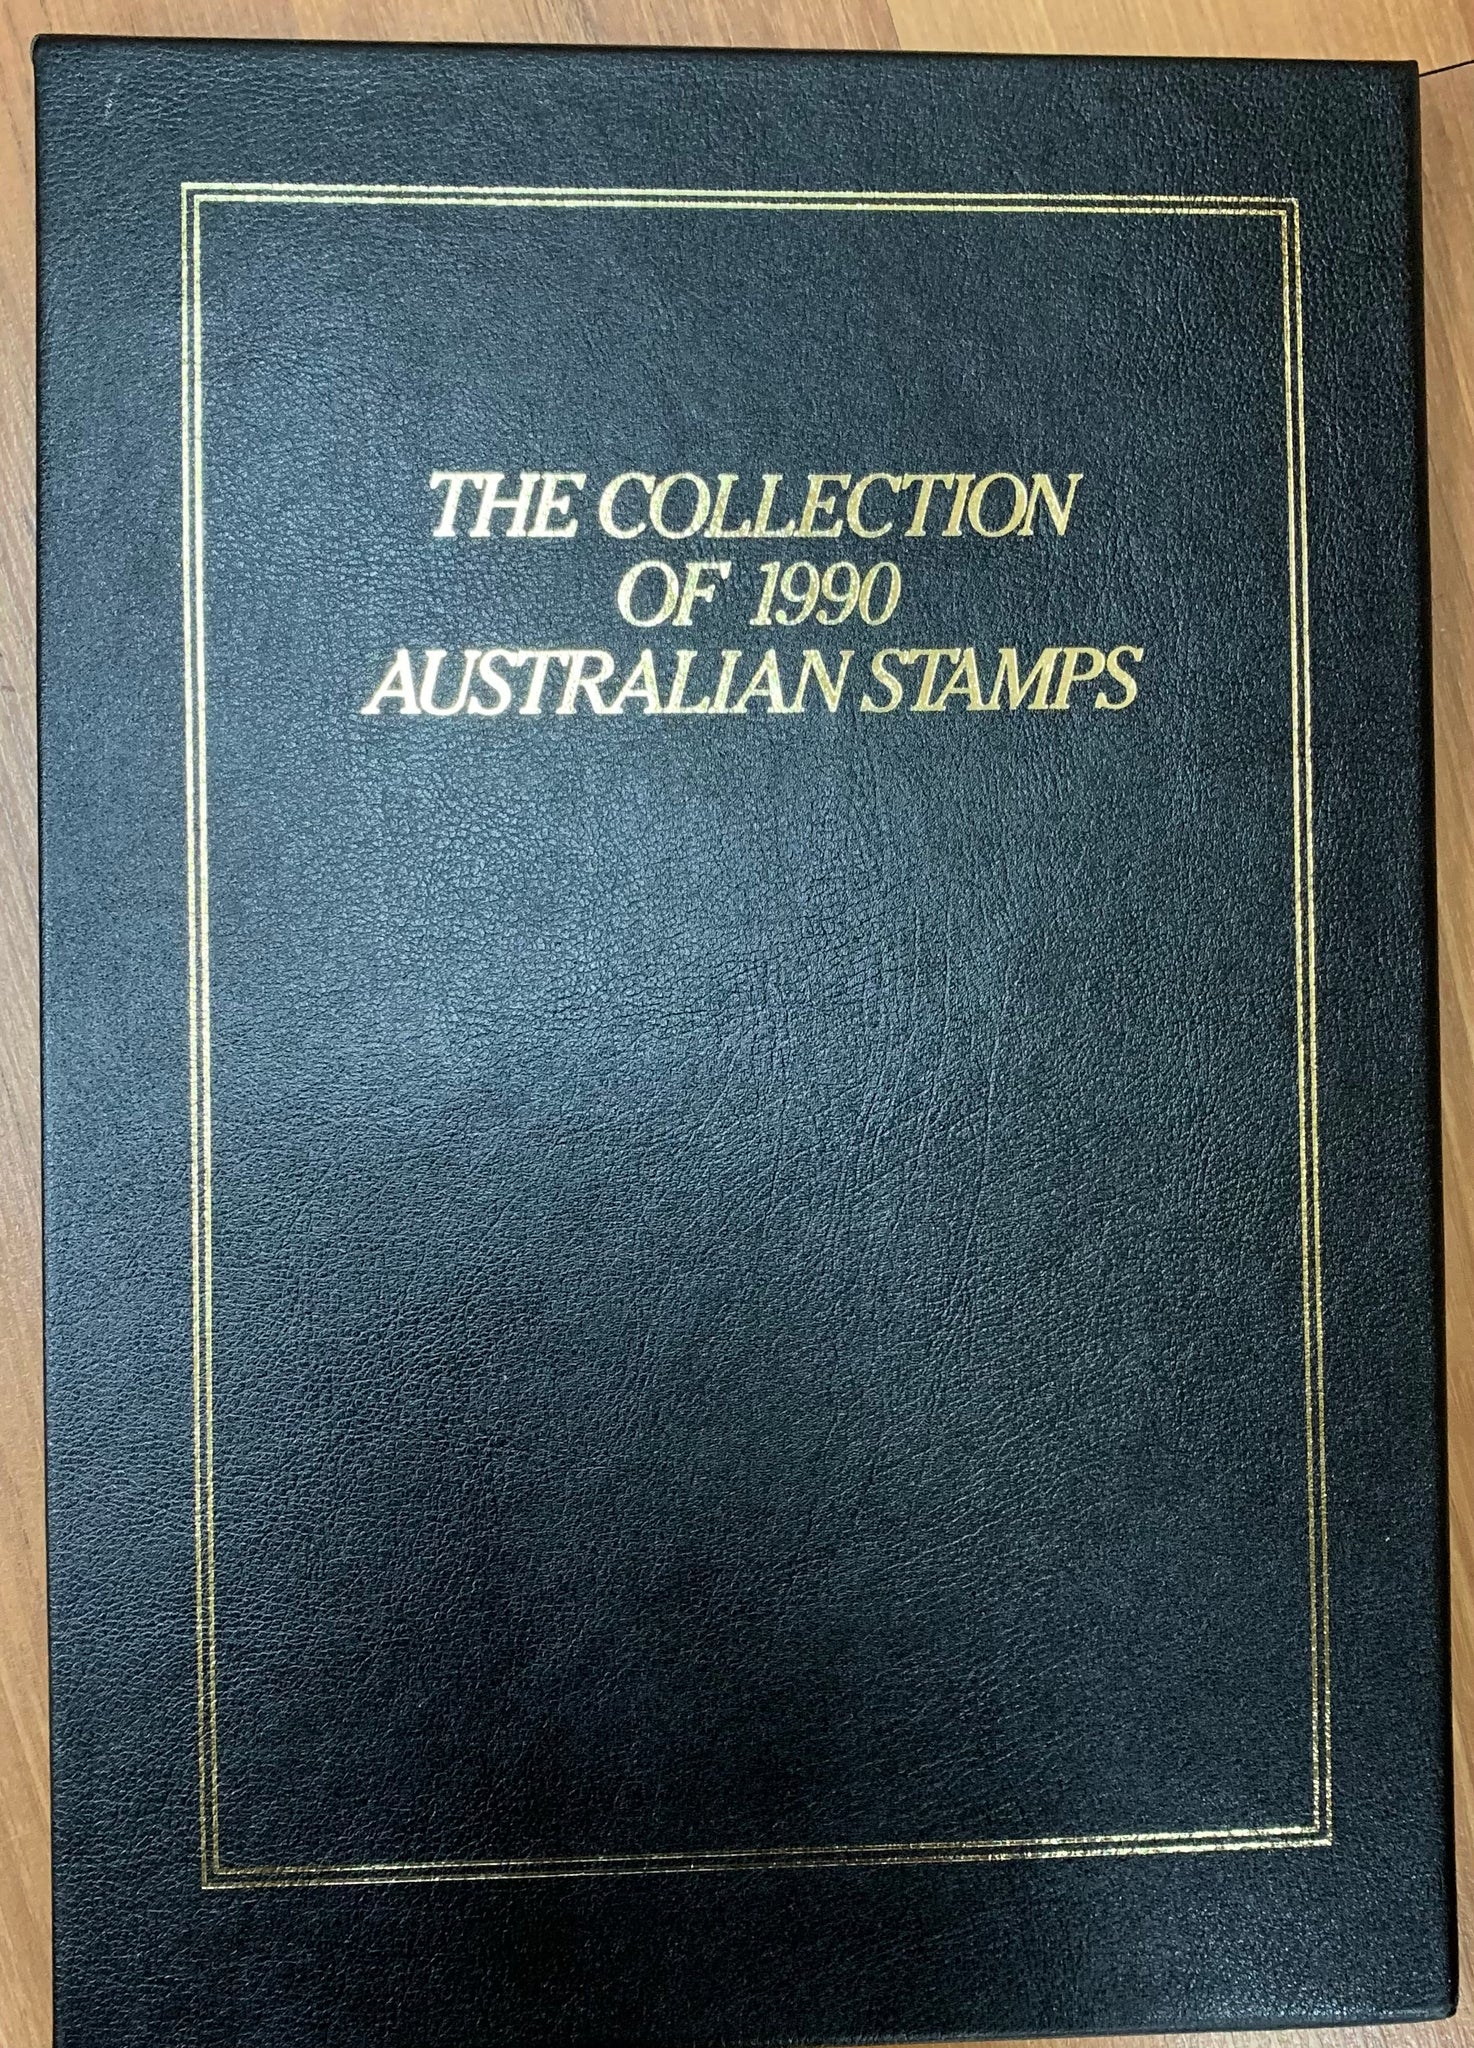 THE COLLECTION
OF 1990
AUSTRALIAN STAMPS